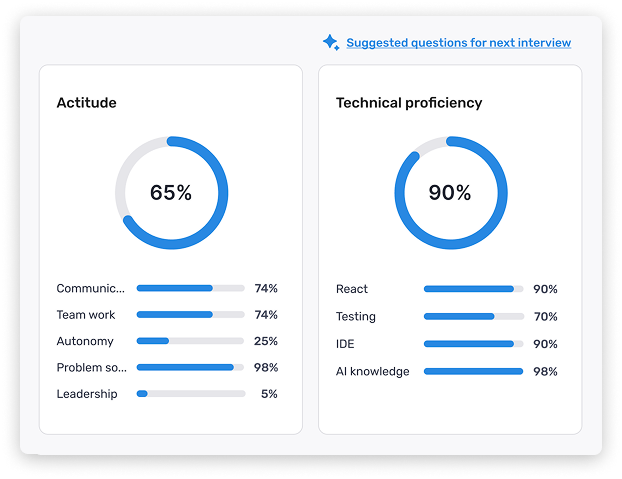 Suggested questions for next interview
Actitude
65%
Communic... 74%
Team work 74%
Autonomy 25%
Problem so... 98%
Leadership 5%
Technical proficiency
90%
React 90%
Testing 70%
IDE 90%
AI knowledge 98%